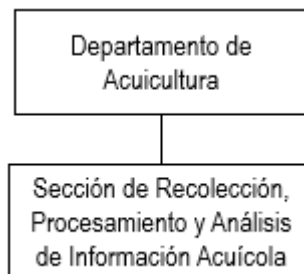 Departamento de
Acuicultura
Sección de Recolección,
Procesamiento y Análisis
de Información Acuícola